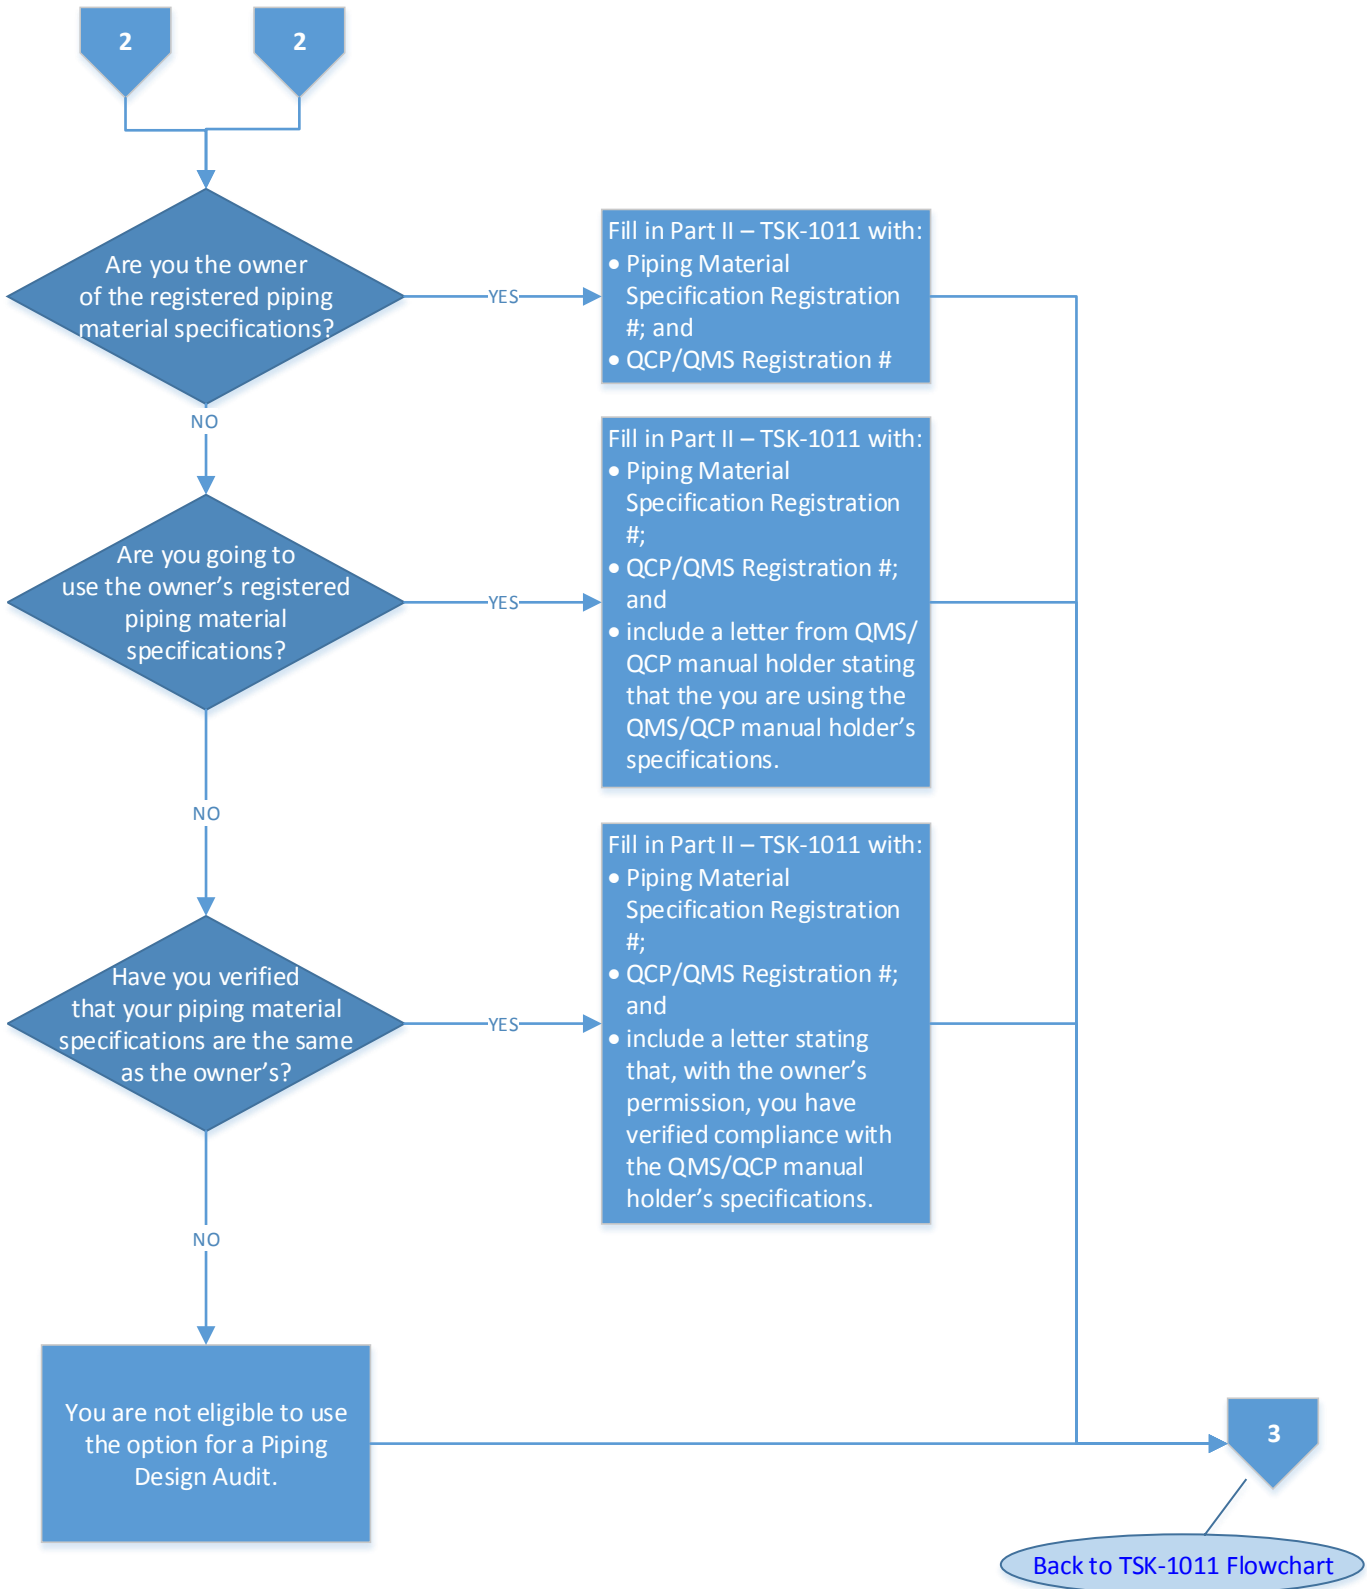 2
2
Are you the owner
of the registered piping
material specifications?
YES
Fill in Part II – TSK-1011 with:
• Piping Material
Specification Registration
#; and
• QCP/QMS Registration #
NO
Are you going to
use the owner’s registered
piping material
specifications?
YES
Fill in Part II – TSK-1011 with:
• Piping Material
Specification Registration
#;
• QCP/QMS Registration #;
and
• include a letter from QMS/
QCP manual holder stating
that the you are using the
QMS/QCP manual holder’s
specifications.
NO
Have you verified
that your piping material
specifications are the same
as the owner’s?
YES
Fill in Part II – TSK-1011 with:
• Piping Material
Specification Registration
#;
• QCP/QMS Registration #;
and
• include a letter stating
that, with the owner’s
permission, you have
verified compliance with
the QMS/QCP manual
holder’s specifications.
NO
You are not eligible to use
the option for a Piping
Design Audit.
3
Back to TSK-1011 Flowchart